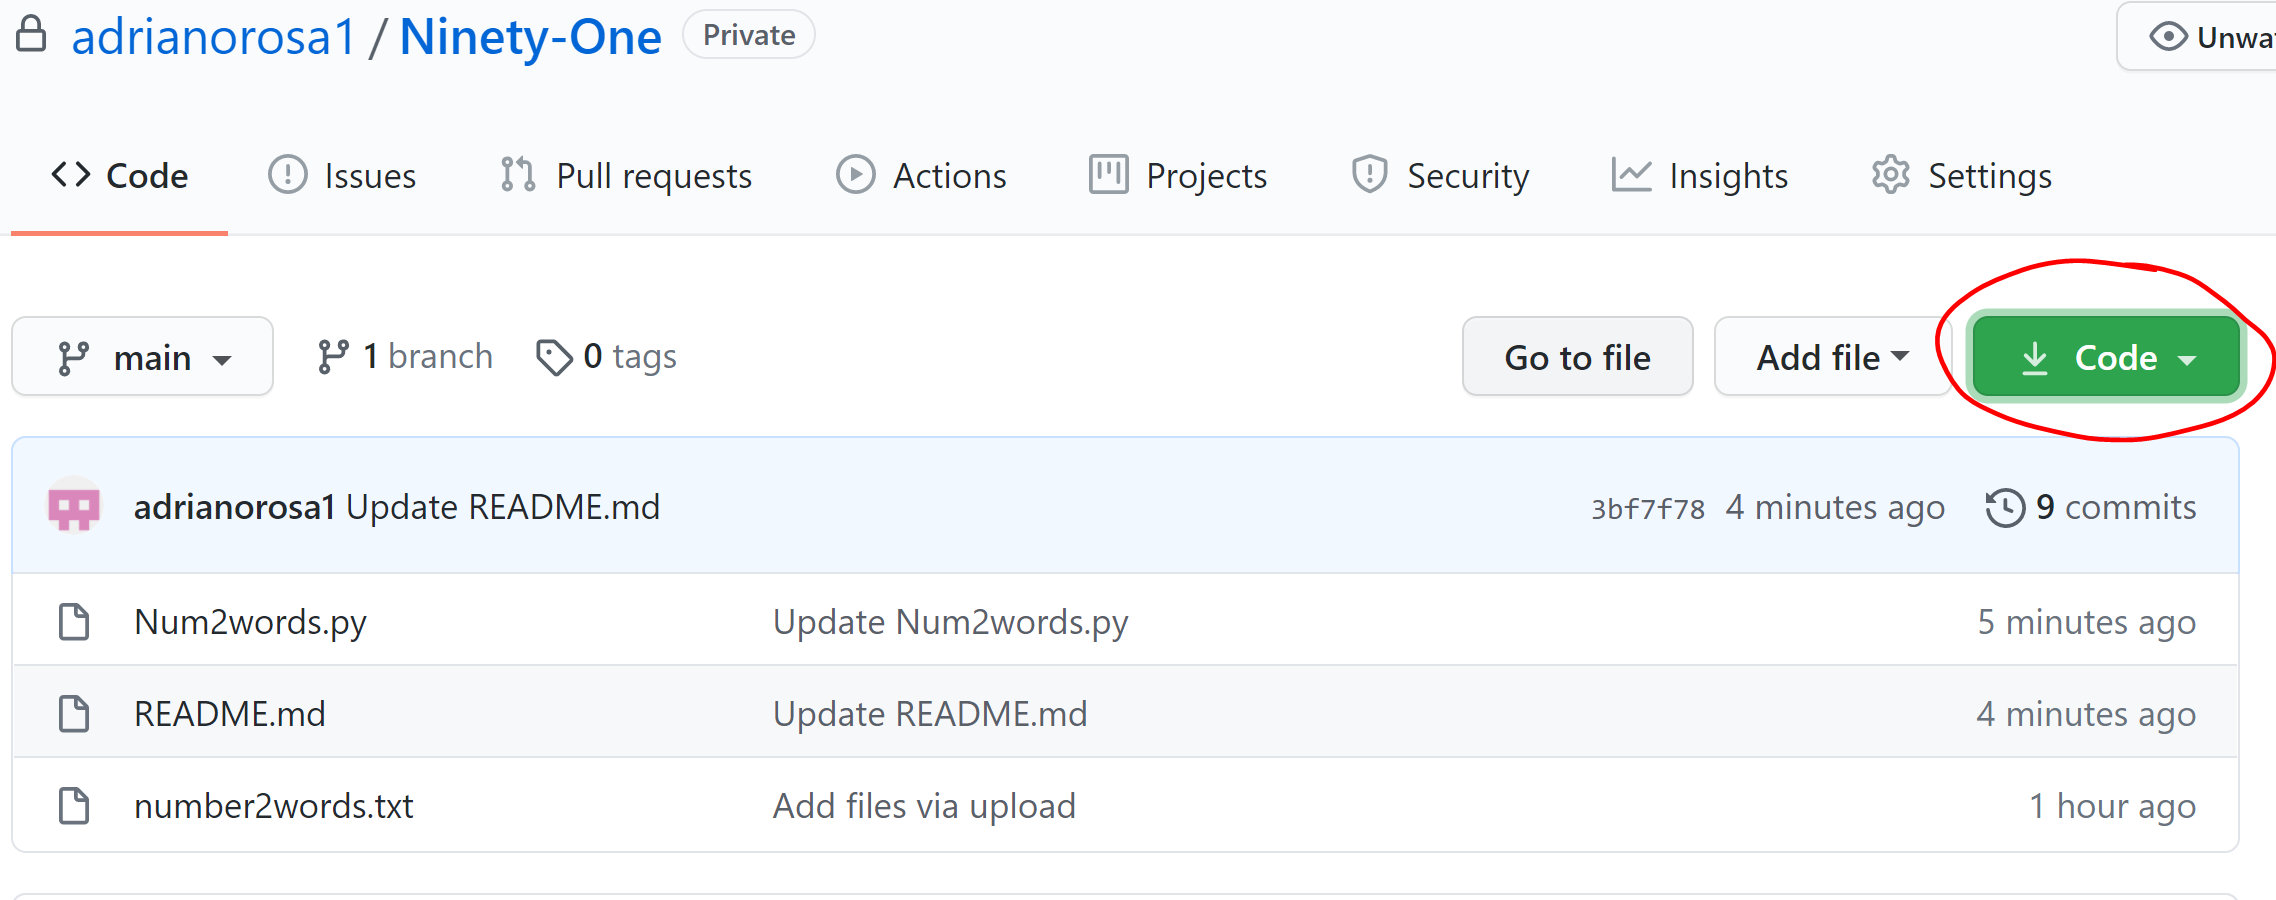 adrianorosa1 / Ninety-One Private
Code Issues Pull requests Actions Projects Security Insights Settings
main 1 branch 0 tags Go to file Add file Code
adrianorosa1 Update README.md 3bf7f78 4 minutes ago 9 commits
Num2words.py Update Num2words.py 5 minutes ago
README.md Update README.md 4 minutes ago
number2words.txt Add files via upload 1 hour ago